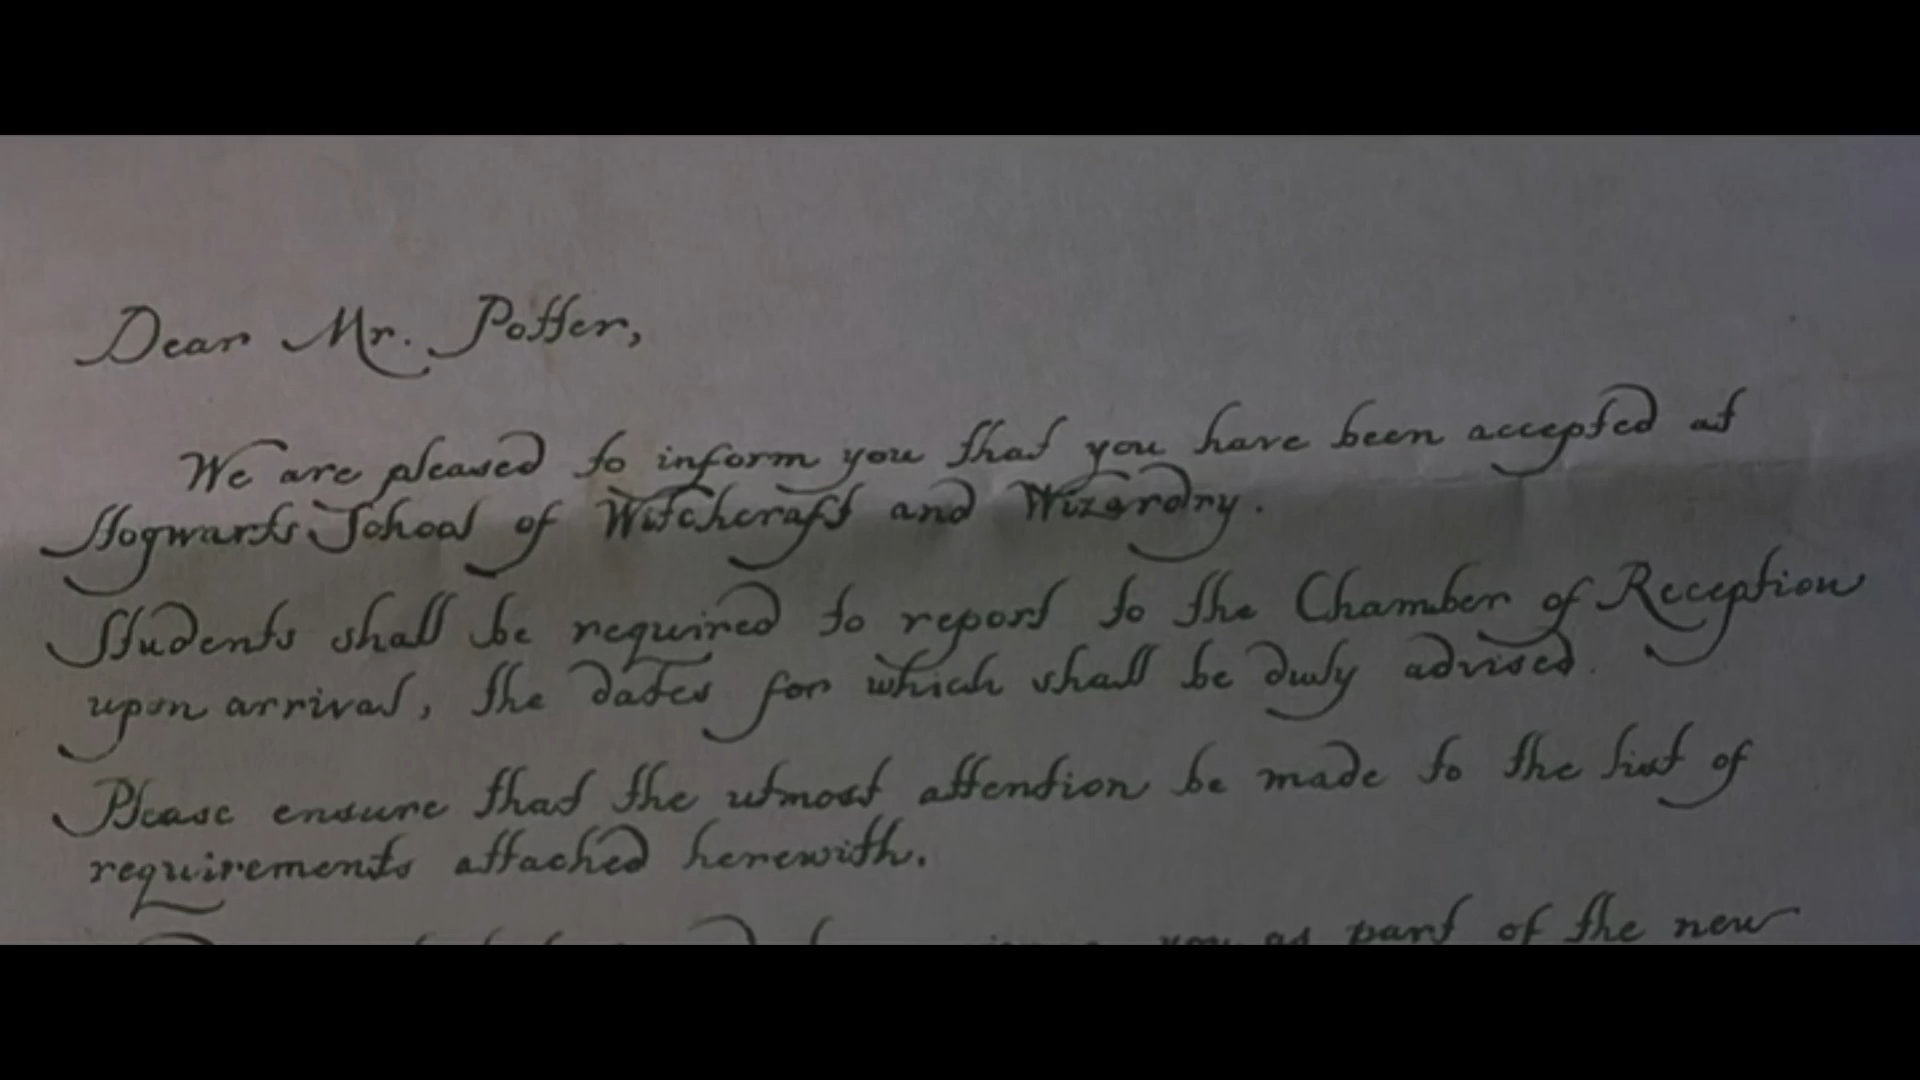 Dear Mr. Potter,
We are pleased to inform you that you have been accepted at
Hogwarts School of Witchcraft and Wizardry.
Students shall be required to report to the Chamber of Reception
upon arrival, the dates for which shall be duly advised.
Please ensure that the utmost attention be made to the list of
requirements attached herewith.
you as part of the new